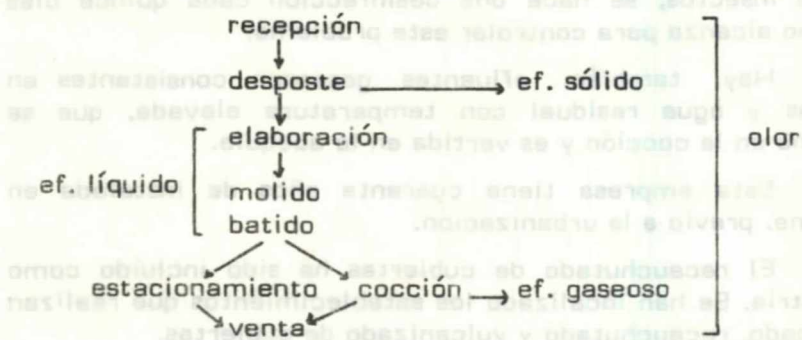 recepción
desposte ef. sólido
elaboración olor
ef. líquido molido
batido
estacionamiento cocción ef. gaseoso
venta